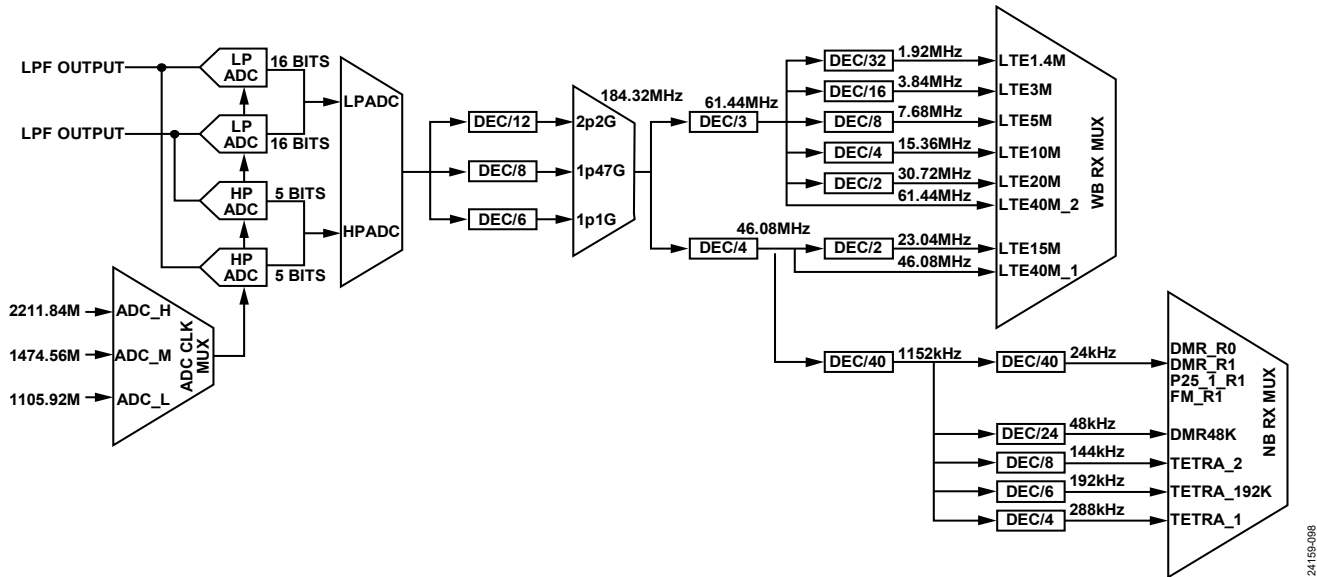 LPF OUTPUT
LP
ADC
16 BITS
LPF OUTPUT
LP
ADC
16 BITS
HP
ADC
5 BITS
HP
ADC
5 BITS
2211.84M
1474.56M
1105.92M
ADC_H
ADC_M
ADC_L
ADC CLK
MUX
LPADC
HPADC
DEC/12
DEC/8
DEC/6
2p2G
1p47G
1p1G
184.32MHz
DEC/3
61.44MHz
DEC/4
46.08MHz
DEC/32
1.92MHz
LTE1.4M
DEC/16
3.84MHz
LTE3M
DEC/8
7.68MHz
LTE5M
DEC/4
15.36MHz
LTE10M
DEC/2
30.72MHz
LTE20M
61.44MHz
LTE40M_2
DEC/2
23.04MHz
LTE15M
46.08MHz
LTE40M_1
WB RX MUX
DEC/40
1152kHz
DEC/40
24kHz
DMR_R0
DMR_R1
P25_1_R1
FM_R1
DEC/24
48kHz
DMR48K
DEC/8
144kHz
TETRA_2
DEC/6
192kHz
TETRA_192K
DEC/4
288kHz
TETRA_1
NB RX MUX
24159-098